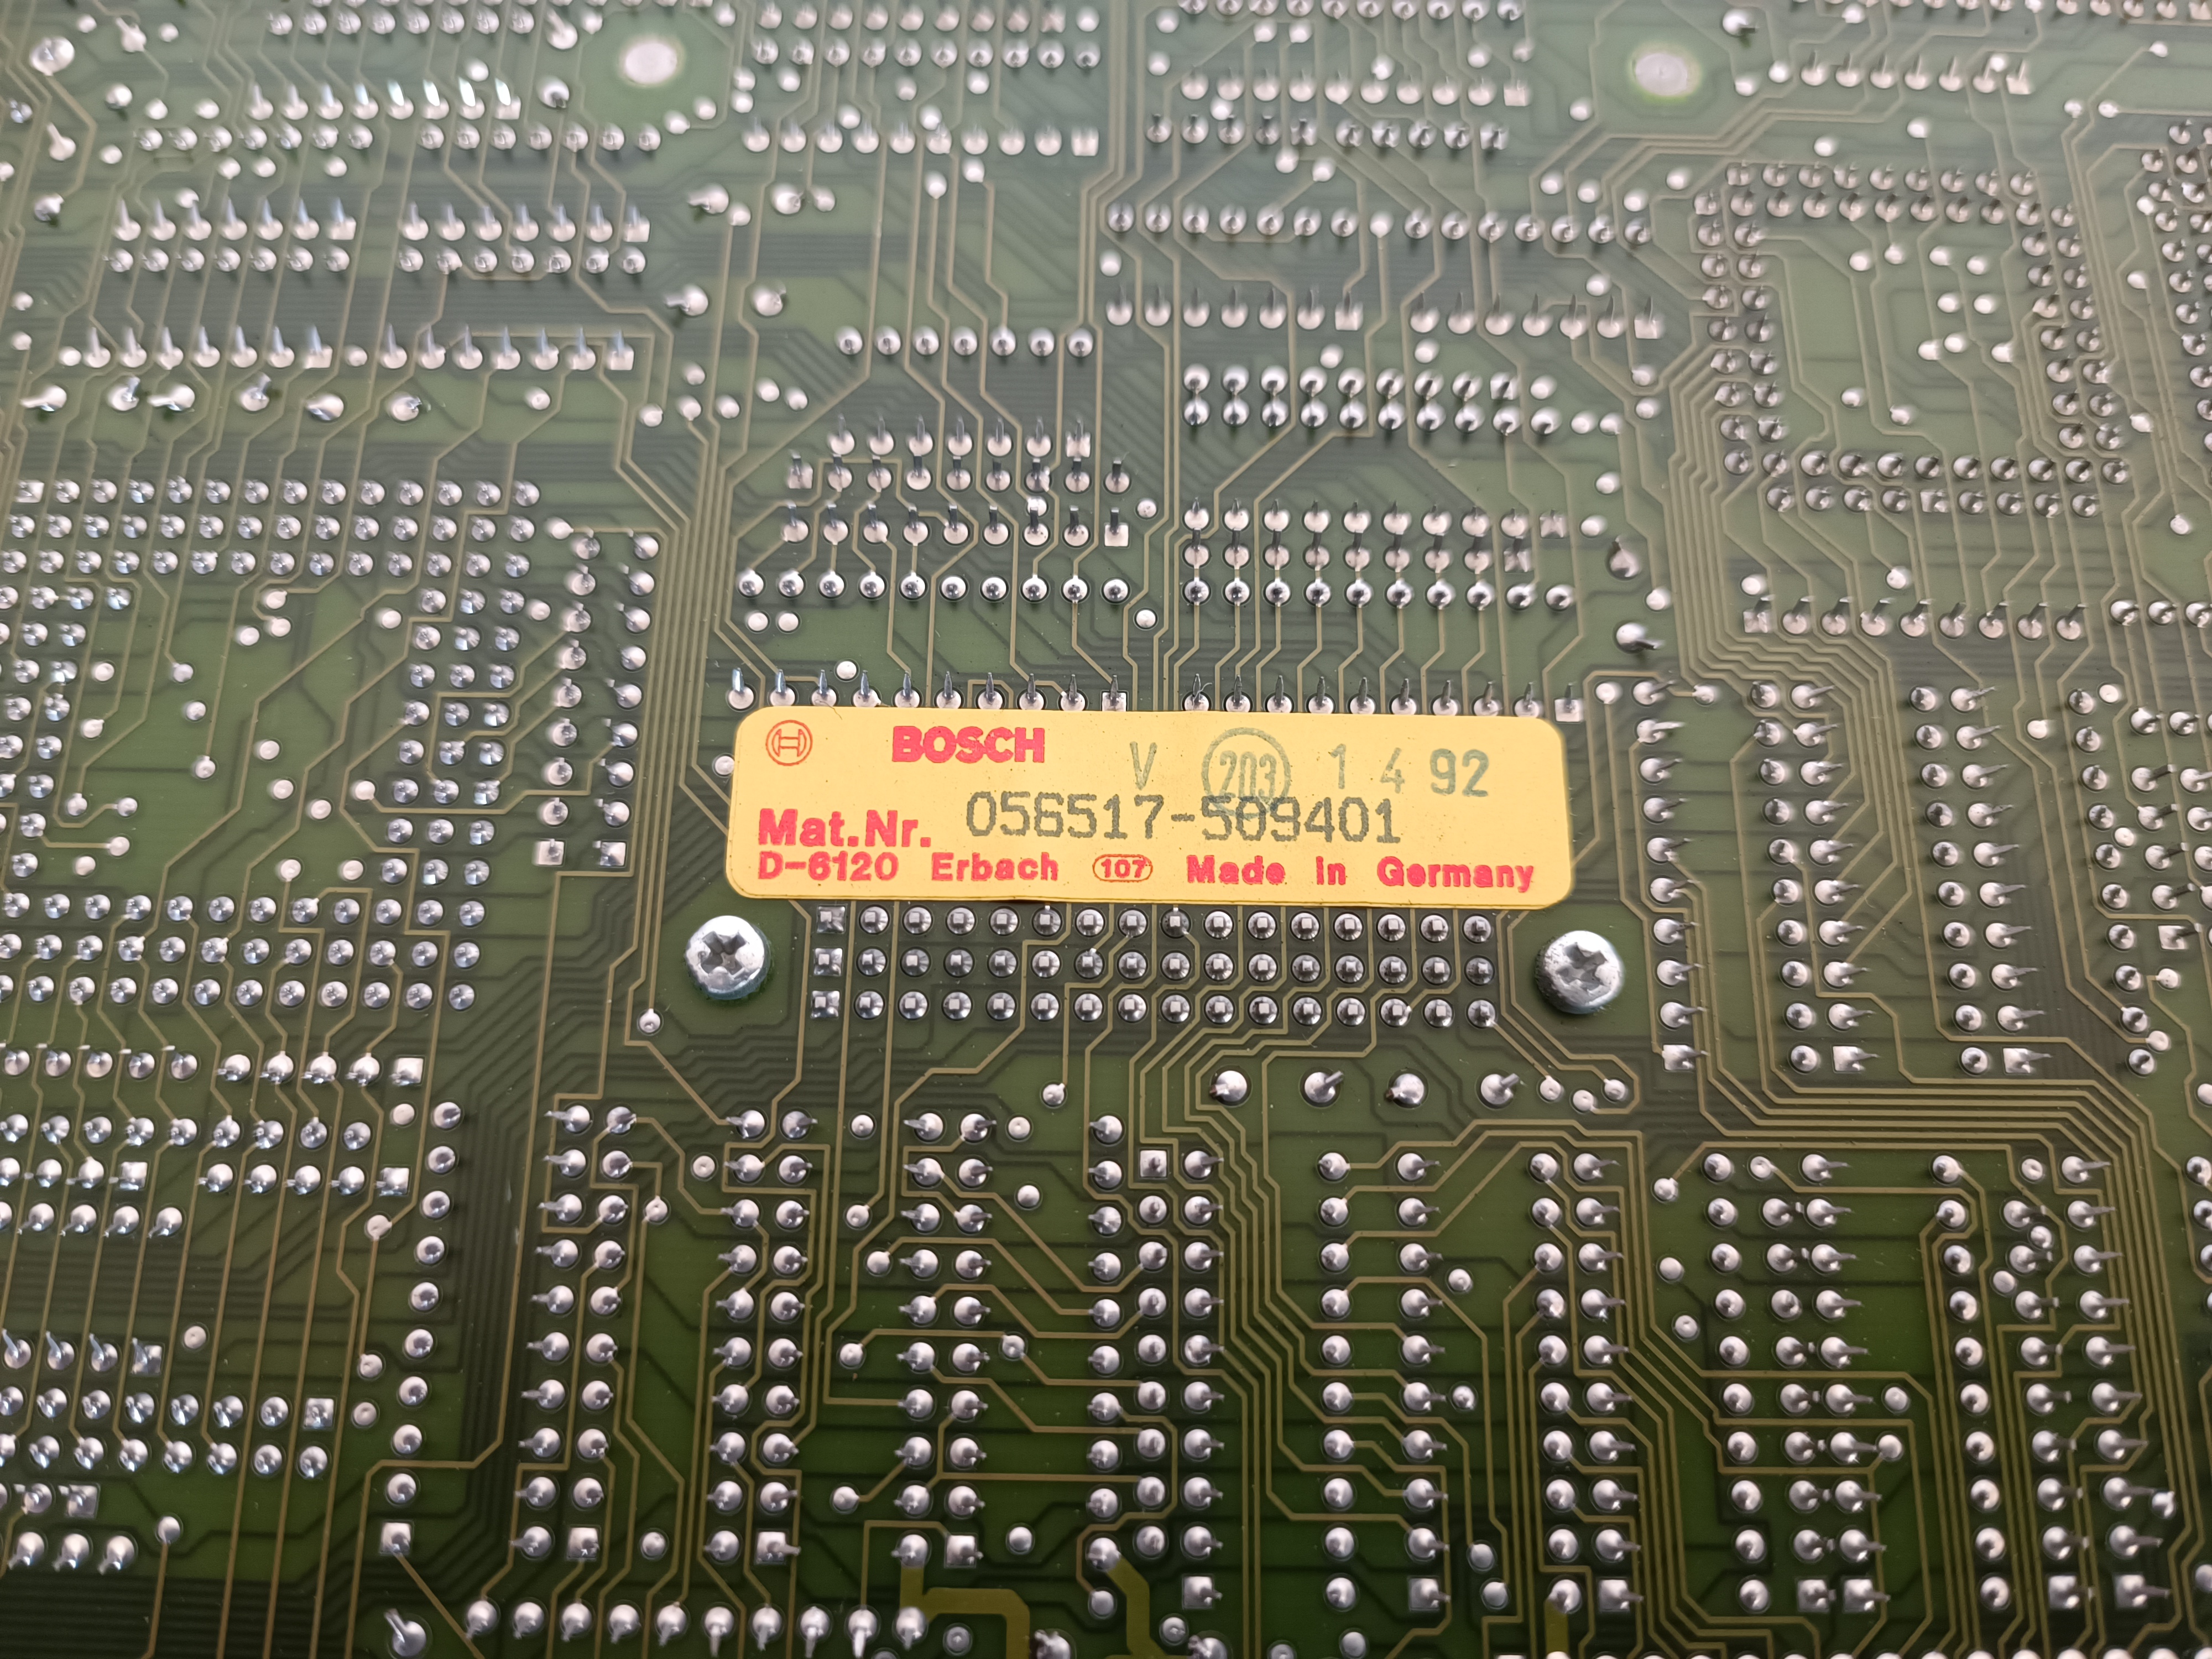 BOSCH V 203 1 4 92
Mat.Nr. 056517-509401
D-6120 Erbach 107 Made in Germany